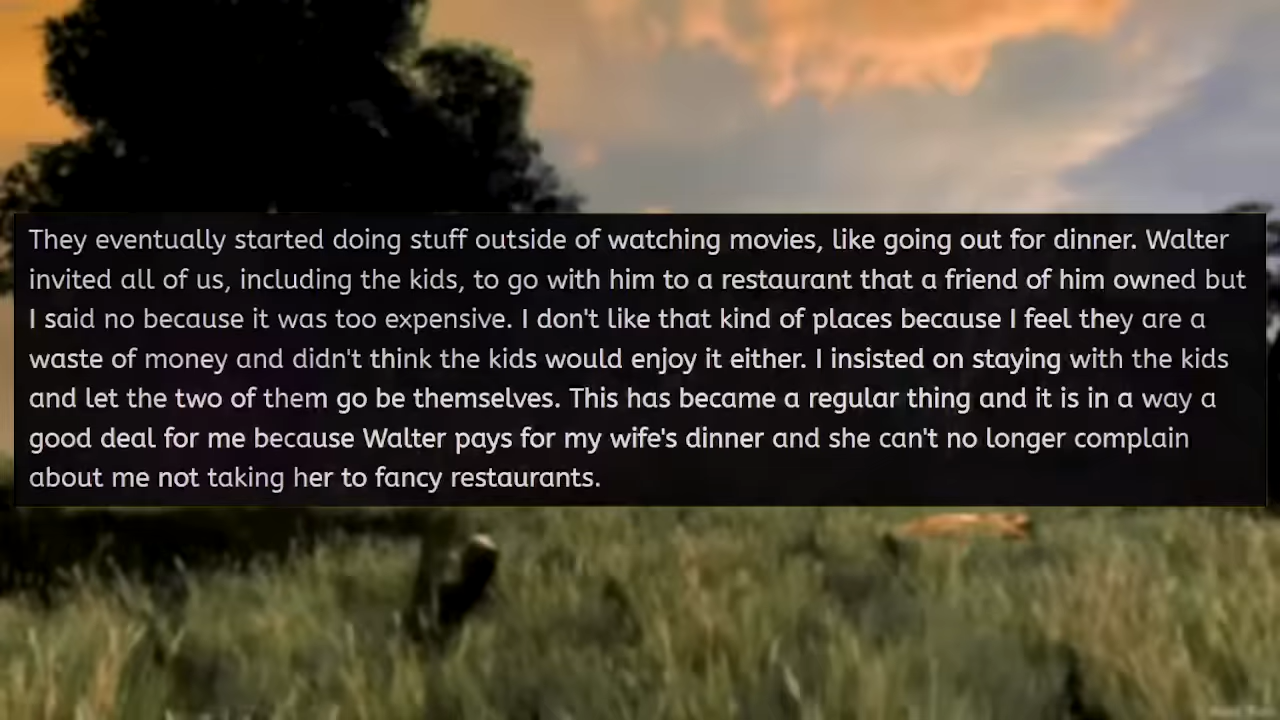 They eventually started doing stuff outside of watching movies, like going out for dinner. Walter
invited all of us, including the kids, to go with him to a restaurant that a friend of him owned but
I said no because it was too expensive. I don't like that kind of places because I feel they are a
waste of money and didn't think the kids would enjoy it either. I insisted on staying with the kids
and let the two of them go be themselves. This has became a regular thing and it is in a way a
good deal for me because Walter pays for my wife's dinner and she can't no longer complain
about me not taking her to fancy restaurants.